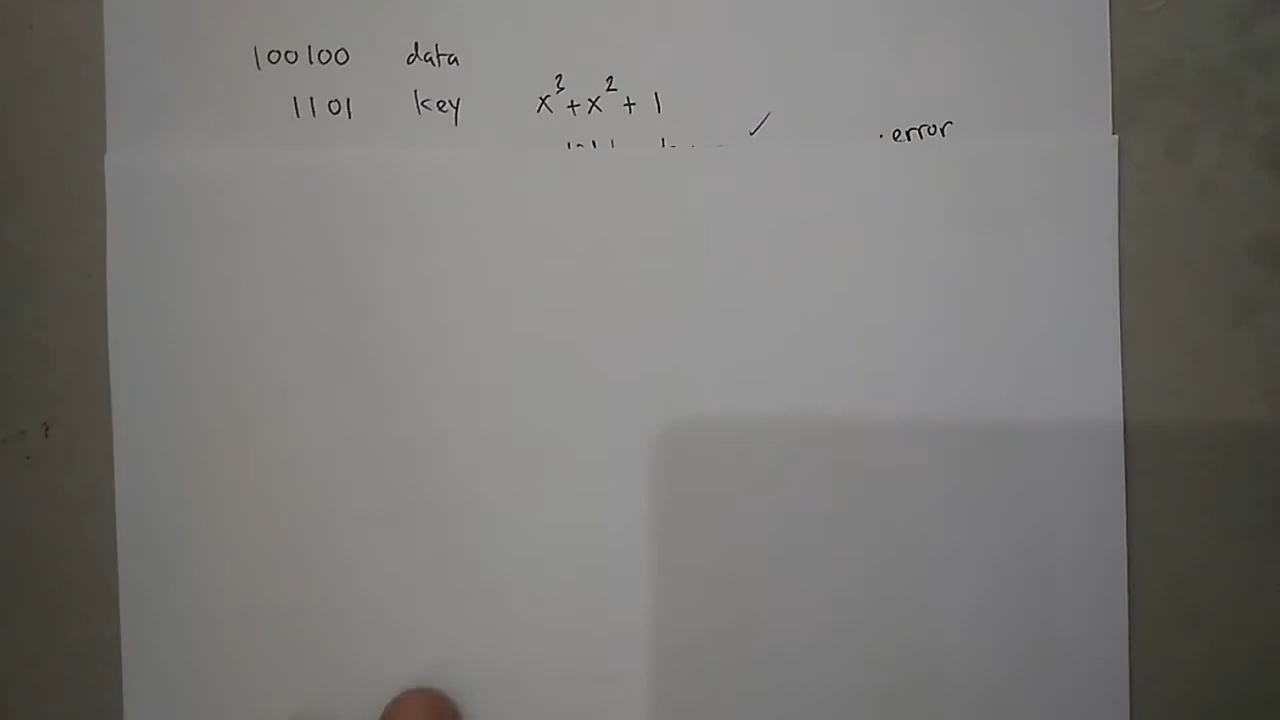 100100 data
1101 key x³+x²+1
✓ .error